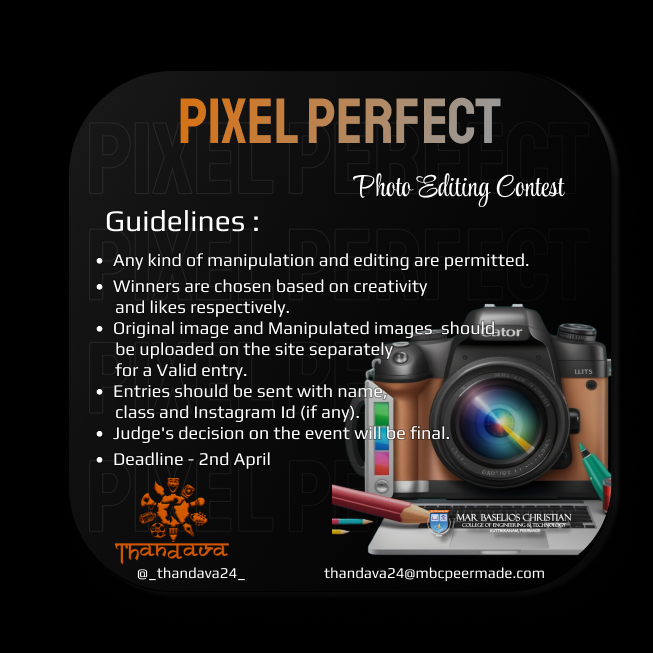 PIXEL PERFECT
Photo Editing Contest
Guidelines :
• Any kind of manipulation and editing are permitted.
• Winners are chosen based on creativity
and likes respectively.
• Original image and Manipulated images should
be uploaded on the site separately
for a Valid entry.
• Entries should be sent with name,
class and Instagram Id (if any).
• Judge's decision on the event will be final.
• Deadline - 2nd April
LLITS
MAR BASELIOS CHRISTIAN
COLLEGE OF ENGINEERING & TECHNOLOGY
KUTTIKKANAM, PEERMADE
Thandava
@_thandava24_
thandava24@mbcpeermade.com